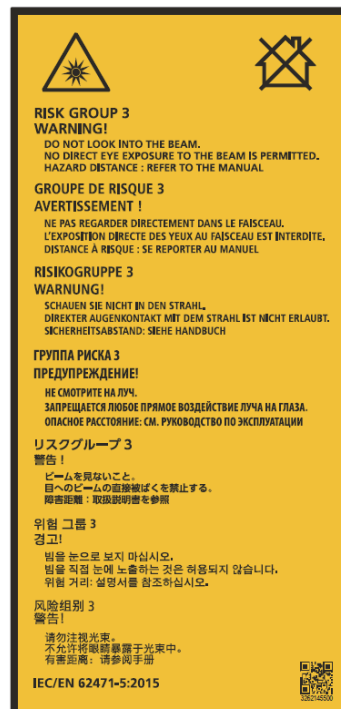 RISK GROUP 3
WARNING!
DO NOT LOOK INTO THE BEAM.
NO DIRECT EYE EXPOSURE TO THE BEAM IS PERMITTED.
HAZARD DISTANCE : REFER TO THE MANUAL
GROUPE DE RISQUE 3
AVERTISSEMENT !
NE PAS REGARDER DIRECTEMENT DANS LE FAISCEAU.
L'EXPOSITION DIRECTE DES YEUX AU FAISCEAU EST INTERDITE.
DISTANCE À RISQUE : SE REPORTER AU MANUEL
RISIKOGRUPPE 3
WARNUNG!
SCHAUEN SIE NICHT IN DEN STRAHL.
DIREKTER AUGENKONTAKT MIT DEM STRAHL IST NICHT ERLAUBT.
SICHERHEITSABSTAND: SIEHE HANDBUCH
ГРУППА РИСКА 3
ПРЕДУПРЕЖДЕНИЕ!
НЕ СМОТРИТЕ НА ЛУЧ.
ЗАПРЕЩАЕТСЯ ЛЮБОЕ ПРЯМОЕ ВОЗДЕЙСТВИЕ ЛУЧА НА ГЛАЗА.
ОПАСНОЕ РАССТОЯНИЕ: СМ. РУКОВОДСТВО ПО ЭКСПЛУАТАЦИИ
リスクグループ 3
警告！
ビームを見ないこと。
目へのビームの直接被ばくを禁止する。
障害距離：取扱説明書を参照
위험 그룹 3
경고!
빔을 눈으로 보지 마십시오.
빔을 직접 눈에 노출하는 것은 허용되지 않습니다.
위험 거리: 설명서를 참조하십시오.
风险组别 3
警告!
请勿注视光束。
不允许将眼睛暴露于光束中。
有害距离：请参阅手册
IEC/EN 62471-5:2015
3262145500